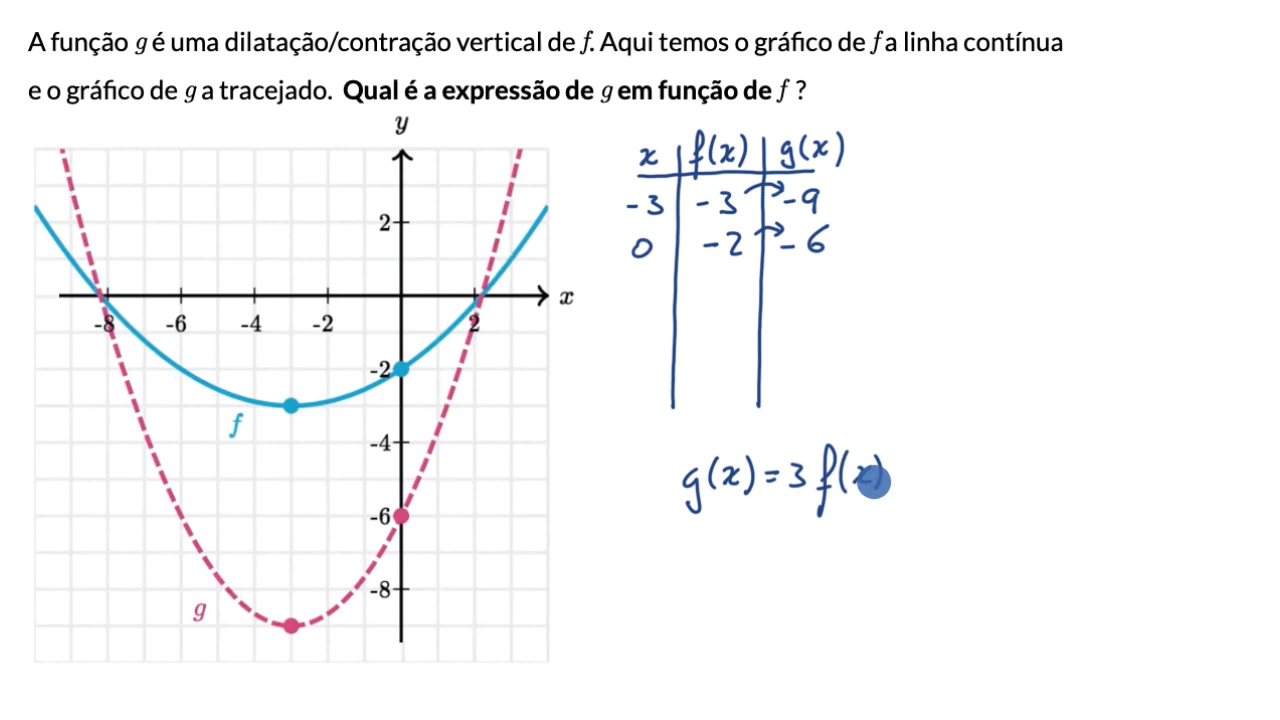 A função g é uma dilatação/contração vertical de f. Aqui temos o gráfico de f a linha contínua
e o gráfico de g a tracejado. Qual é a expressão de g em função de f ?
y
x f(x) g(x)
-3 -3 -9
0 -2 -6
2
x
-8 -6 -4 -2 2
-2
f
-4
g(x) = 3 f(x)
-6
-8
g